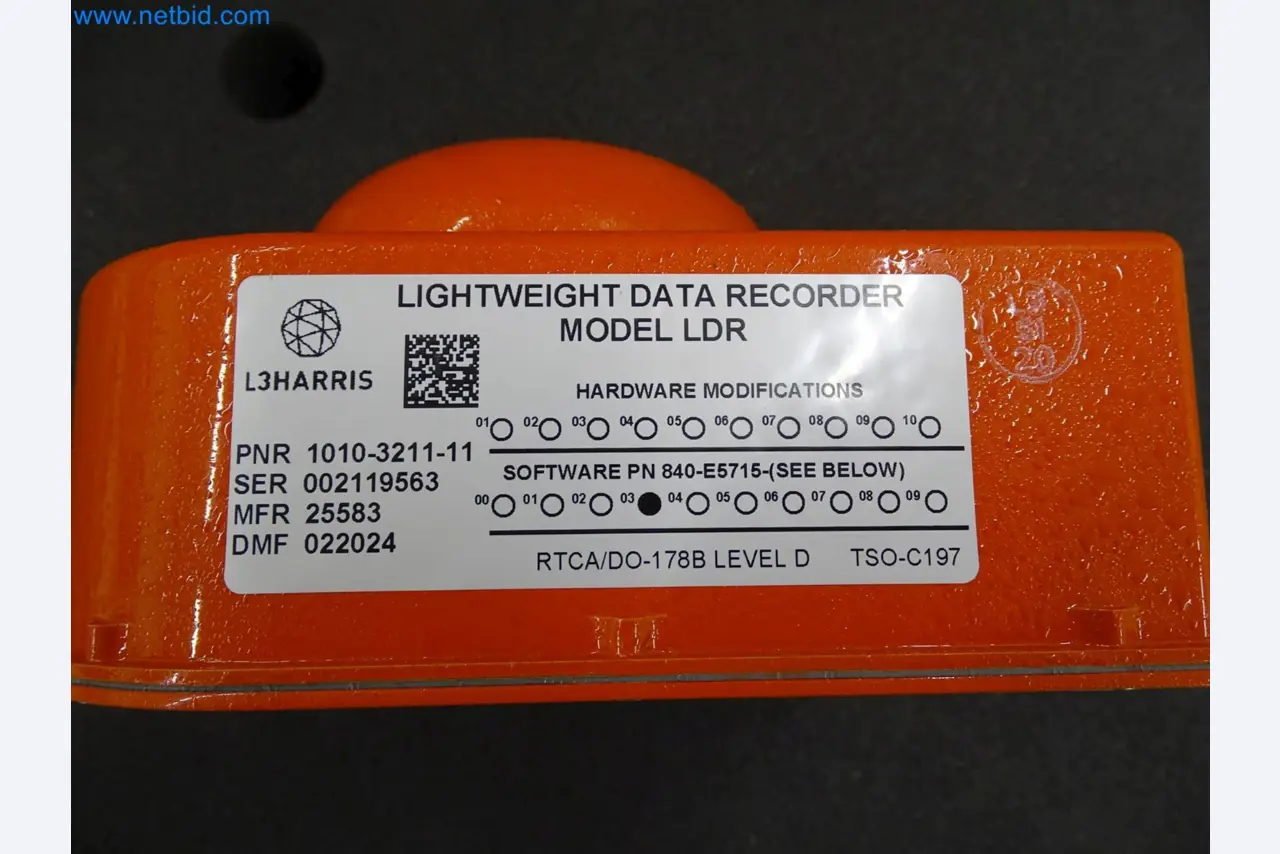 www.netbid.com
LIGHTWEIGHT DATA RECORDER
MODEL LDR
L3HARRIS
HARDWARE MODIFICATIONS
01 02 03 04 05 06 07 08 09 10
PNR 1010-3211-11
SER 002119563
MFR 25583
DMF 022024
SOFTWARE PN 840-E5715-(SEE BELOW)
00 01 02 03 04 05 06 07 08 09
RTCA/DO-178B LEVEL D TSO-C197
20